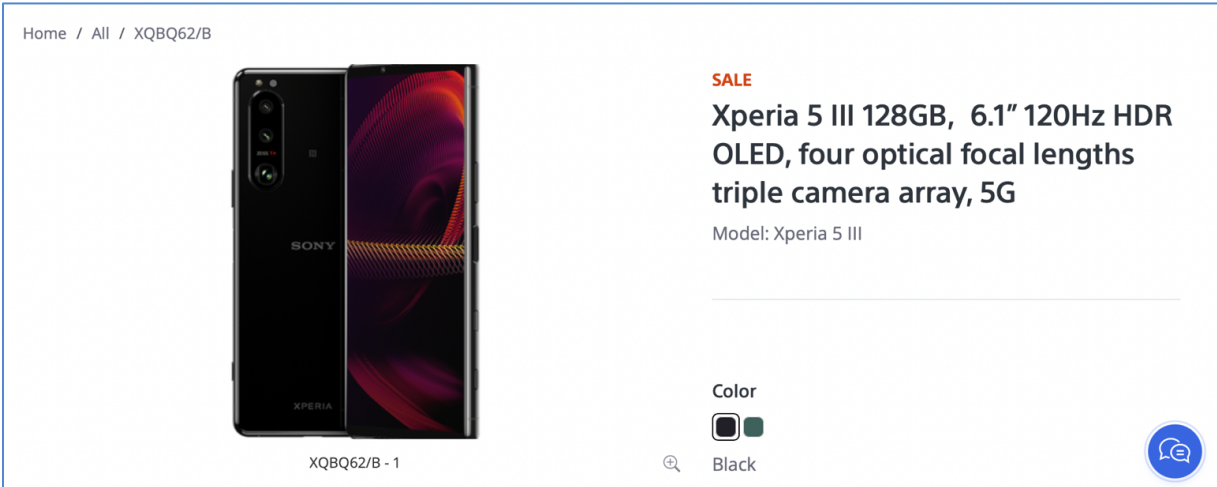 Home / All / XQBQ62/B
SALE
Xperia 5 III 128GB, 6.1” 120Hz HDR
OLED, four optical focal lengths
triple camera array, 5G
Model: Xperia 5 III
SONY
XPERIA
XQBQ62/B - 1
Color
Black